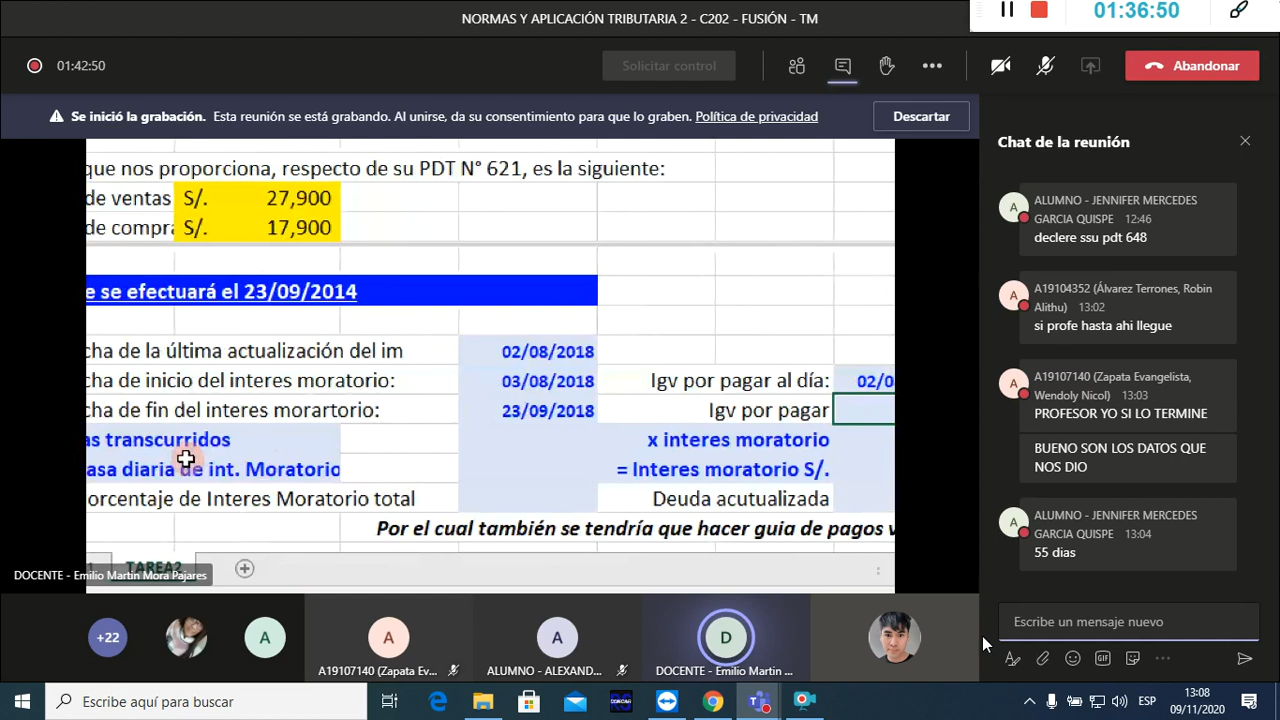 NORMAS Y APLICACIÓN TRIBUTARIA 2 - C202 - FUSIÓN - TM
01:36:50
01:42:50
Solicitar control
Abandonar
Se inició la grabación. Esta reunión se está grabando. Al unirse, da su consentimiento para que lo graben. Política de privacidad
Descartar
que nos proporciona, respecto de su PDT N° 621, es la siguiente:
de ventas S/. 27,900
de compra S/. 17,900
e se efectuará el 23/09/2014
cha de la última actualización del im 02/08/2018
cha de inicio del interes moratorio: 03/08/2018 Igv por pagar al día: 02/0
cha de fin del interes morartorio: 23/09/2018 Igv por pagar
as transcurridos x interes moratorio
asa diaria de int. Moratorio = Interes moratorio S/.
orcentaje de Interes Moratorio total Deuda acutualizada
Por el cual también se tendría que hacer guia de pagos v
TAREA2
DOCENTE - Emilio Martin Mora Pajares
Chat de la reunión
A
ALUMNO - JENNIFER MERCEDES
GARCIA QUISPE 12:46
declere ssu pdt 648
A
A19104352 (Álvarez Terrones, Robin
Alithu) 13:02
si profe hasta ahi llegue
A
A19107140 (Zapata Evangelista,
Wendoly Nicol) 13:03
PROFESOR YO SI LO TERMINE
BUENO SON LOS DATOS QUE
NOS DIO
A
ALUMNO - JENNIFER MERCEDES
GARCIA QUISPE 13:04
55 dias
Escribe un mensaje nuevo
GIF
+22
A
A
A
D
A19107140 (Zapata Ev...
ALUMNO - ALEXAND...
DOCENTE - Emilio Martin ...
Escribe aquí para buscar
ESP
13:08
09/11/2020